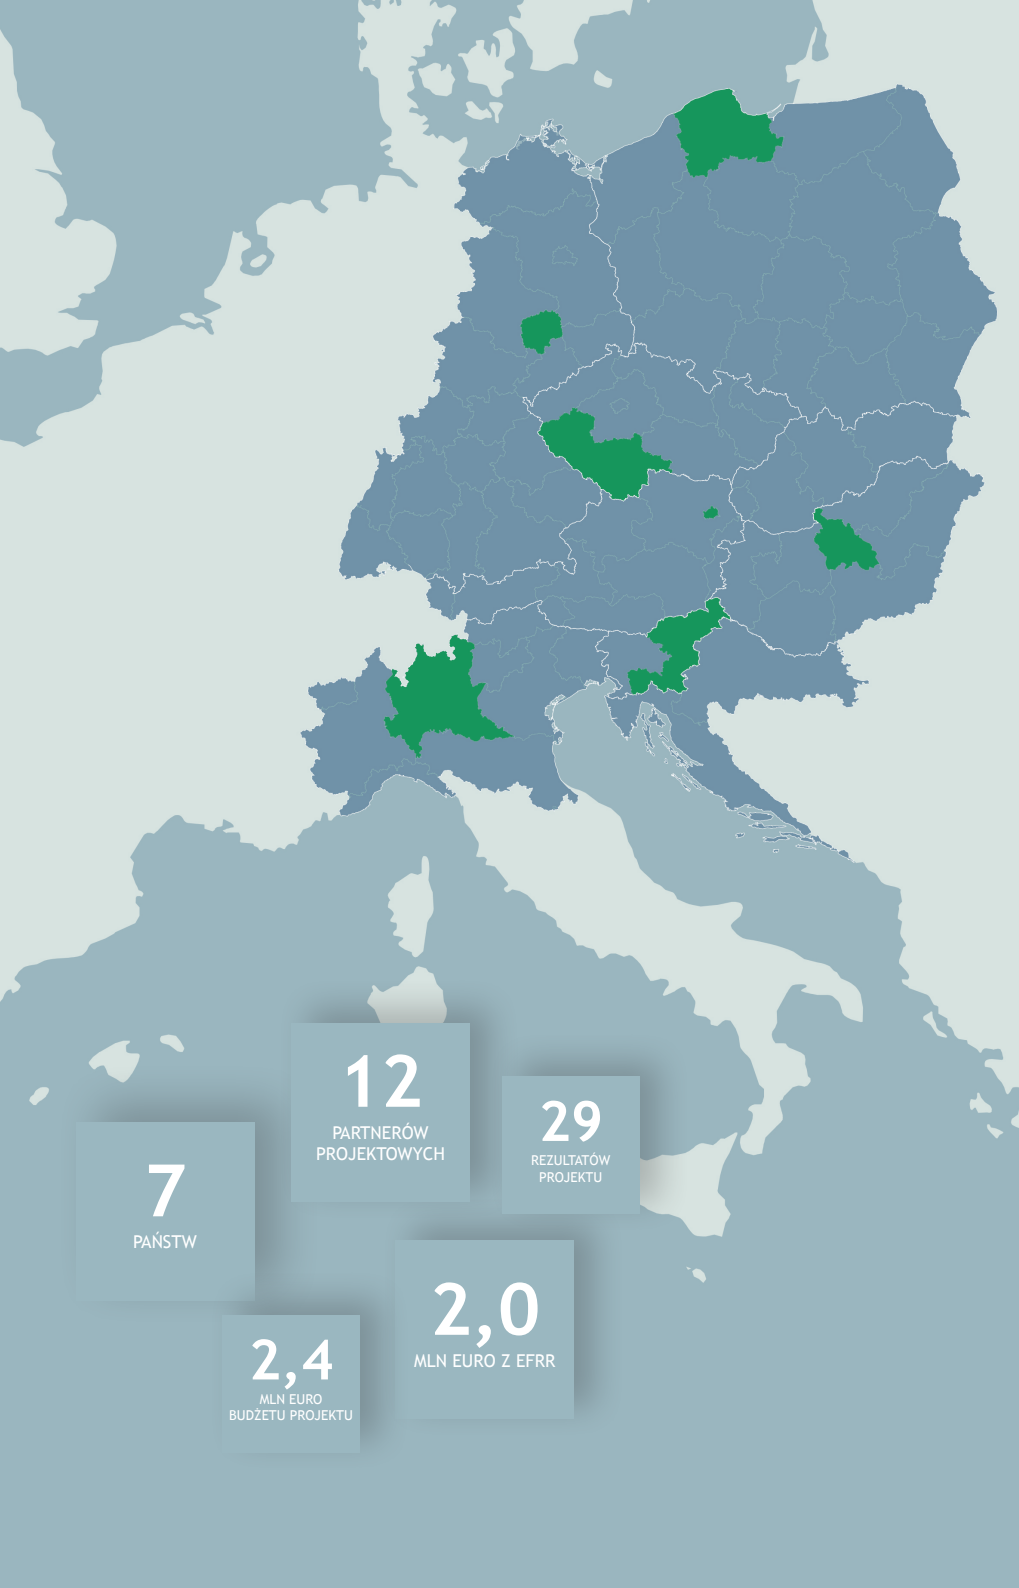 12
PARTNERÓW
PROJEKTOWYCH
29
REZULTATÓW
PROJEKTU
7
PAŃSTW
2,0
MLN EURO Z EFRR
2,4
MLN EURO
BUDŻETU PROJEKTU